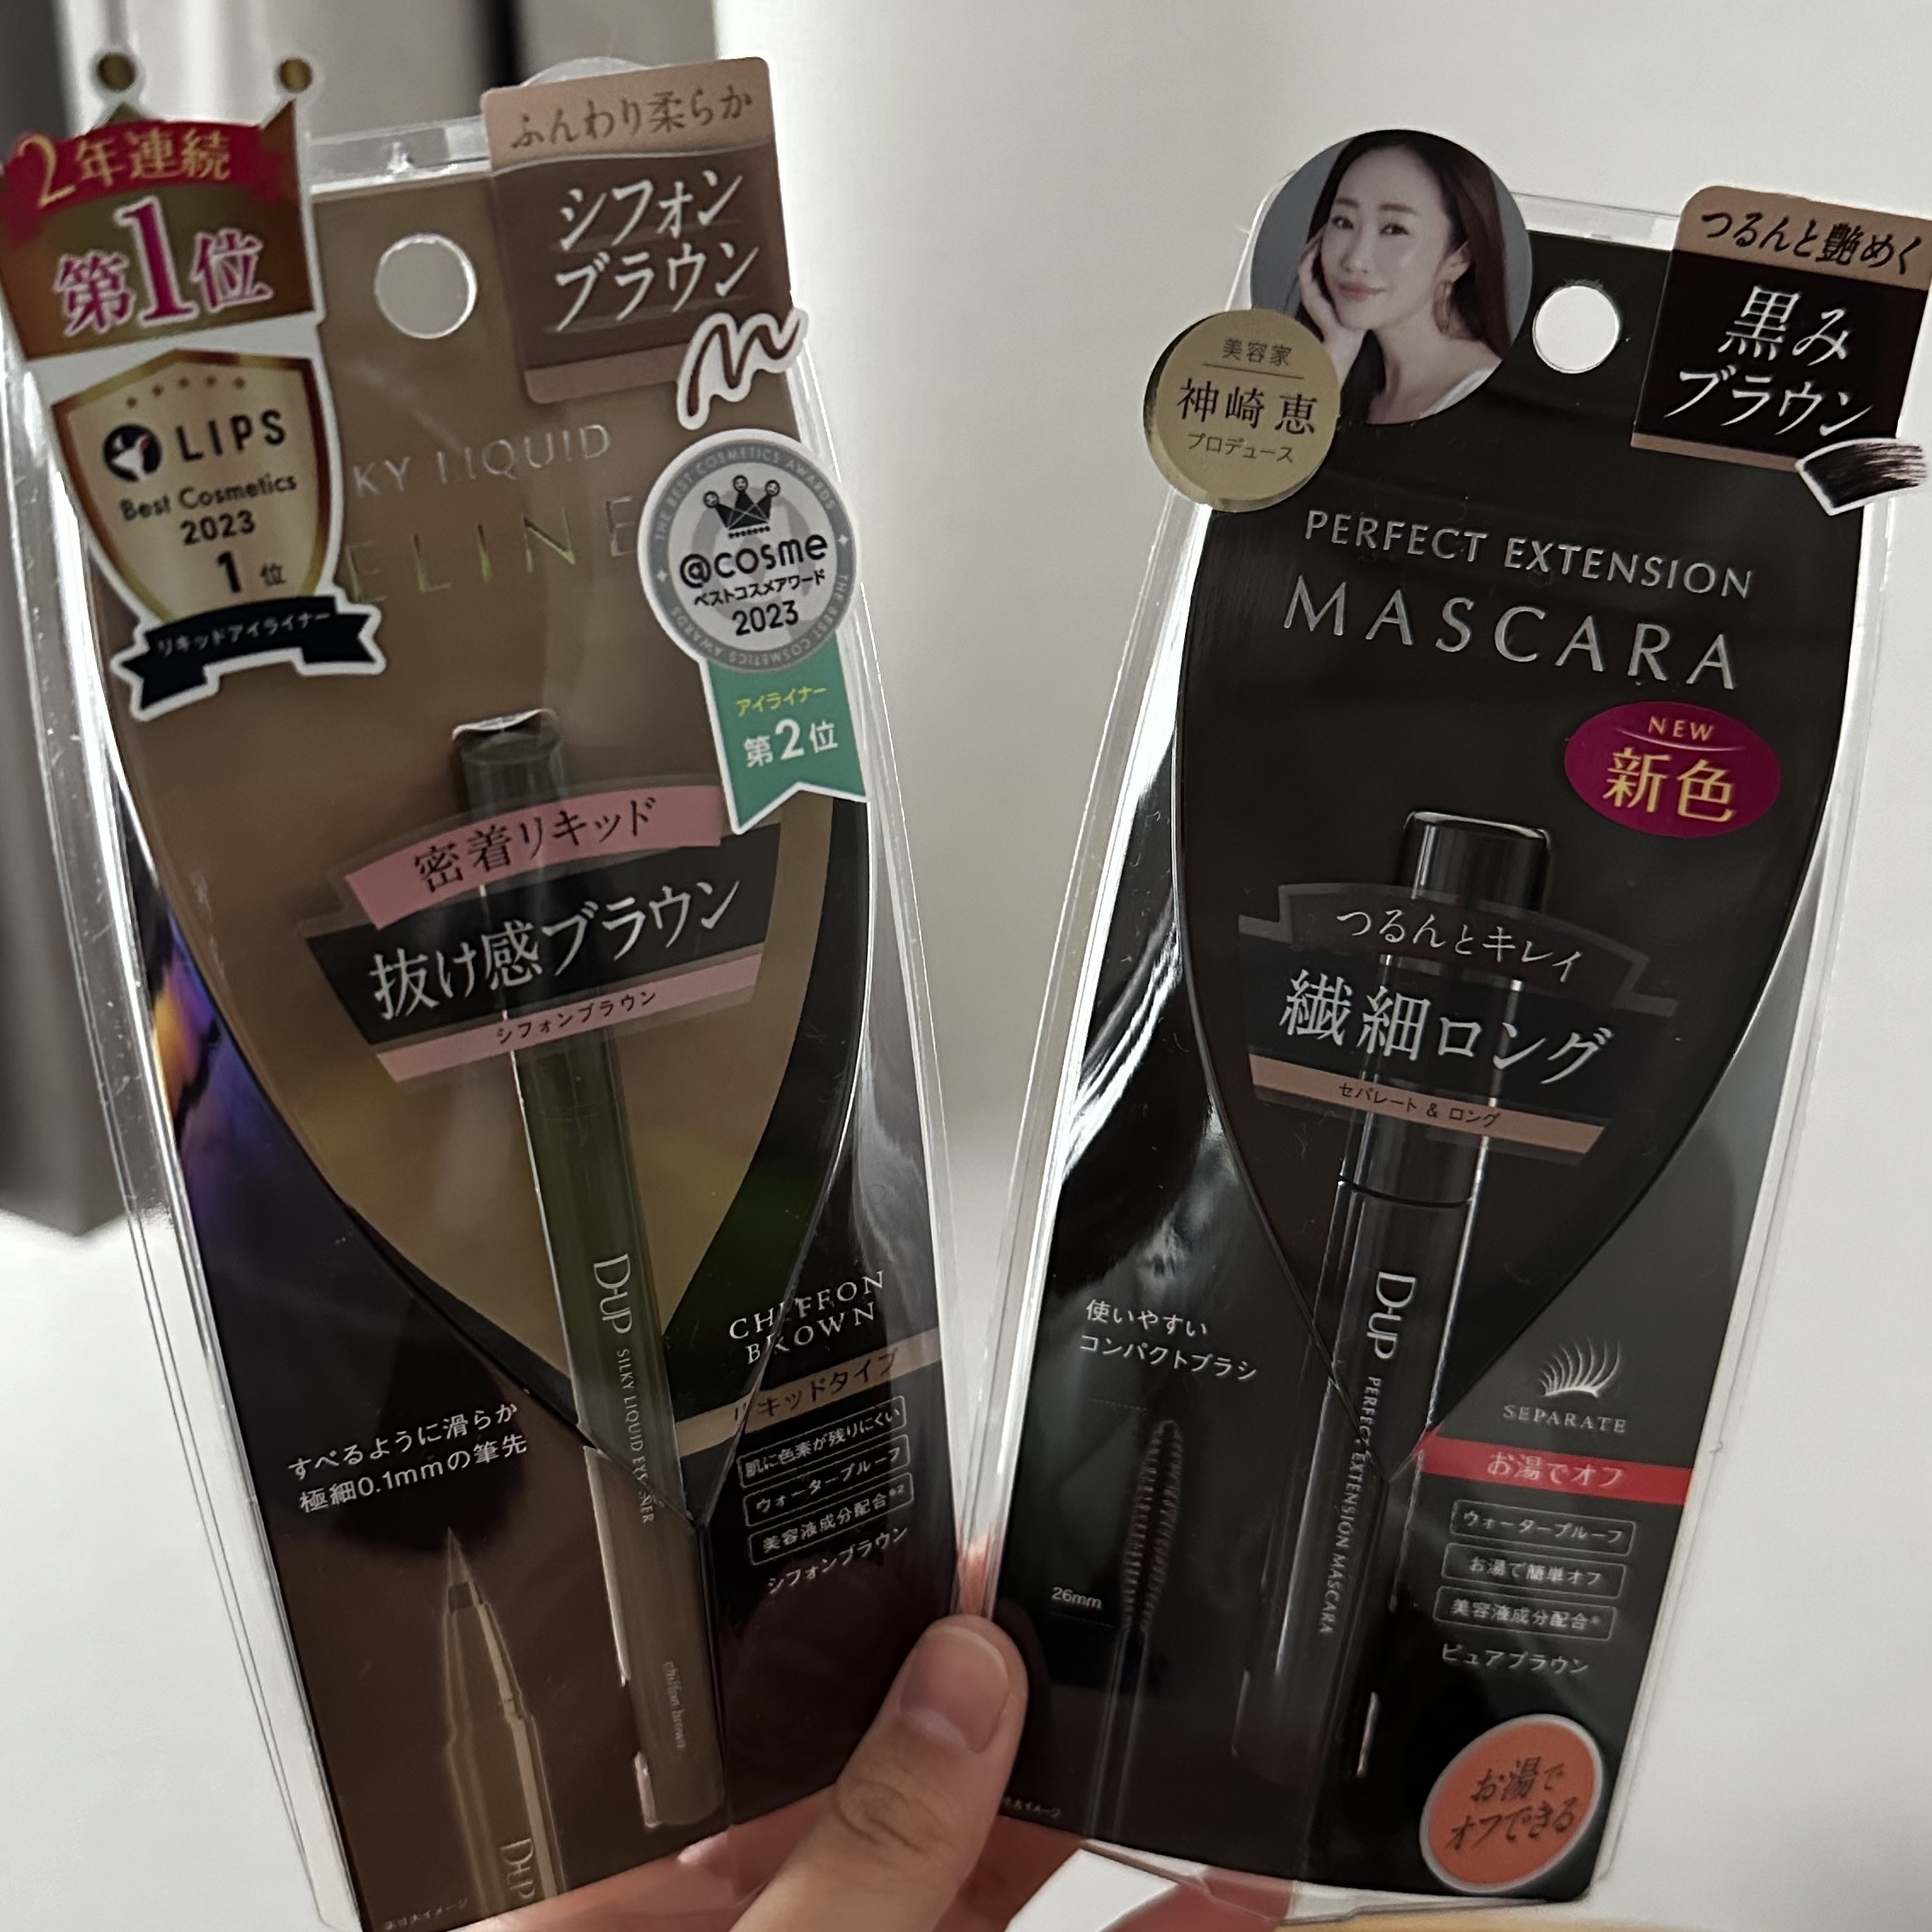 2年連続
第1位
LIPS
Best Cosmetics
2023
1位
リキッドアイライナー
ふんわり柔らか
シフォン
ブラウン
KY LIQUID
ELINE
@cosme
ベストコスメアワード
2023
THE BEST COSMETICS AWARDS
THE BEST COSMETICS AWARDS
アイライナー
第2位
密着リキッド
抜け感ブラウン
シフォンブラウン
D-UP SILKY LIQUID EYELINER
chiffon brown
CHIFFON
BROWN
リキッドタイプ
肌に色素が残りにくい
ウォータープルーフ
美容液成分配合※2
シフォンブラウン
すべるように滑らか
極細0.1mmの筆先
D-UP
美容家
神崎 恵
プロデュース
つるんと艶めく
黒み
ブラウン
PERFECT EXTENSION
MASCARA
NEW
新色
つるんとキレイ
繊細ロング
セパレート & ロング
D-UP PERFECT EXTENSION MASCARA
使いやすい
コンパクトブラシ
26mm
SEPARATE
お湯でオフ
ウォータープルーフ
お湯で簡単オフ
美容液成分配合※
ピュアブラウン
お湯で
オフできる